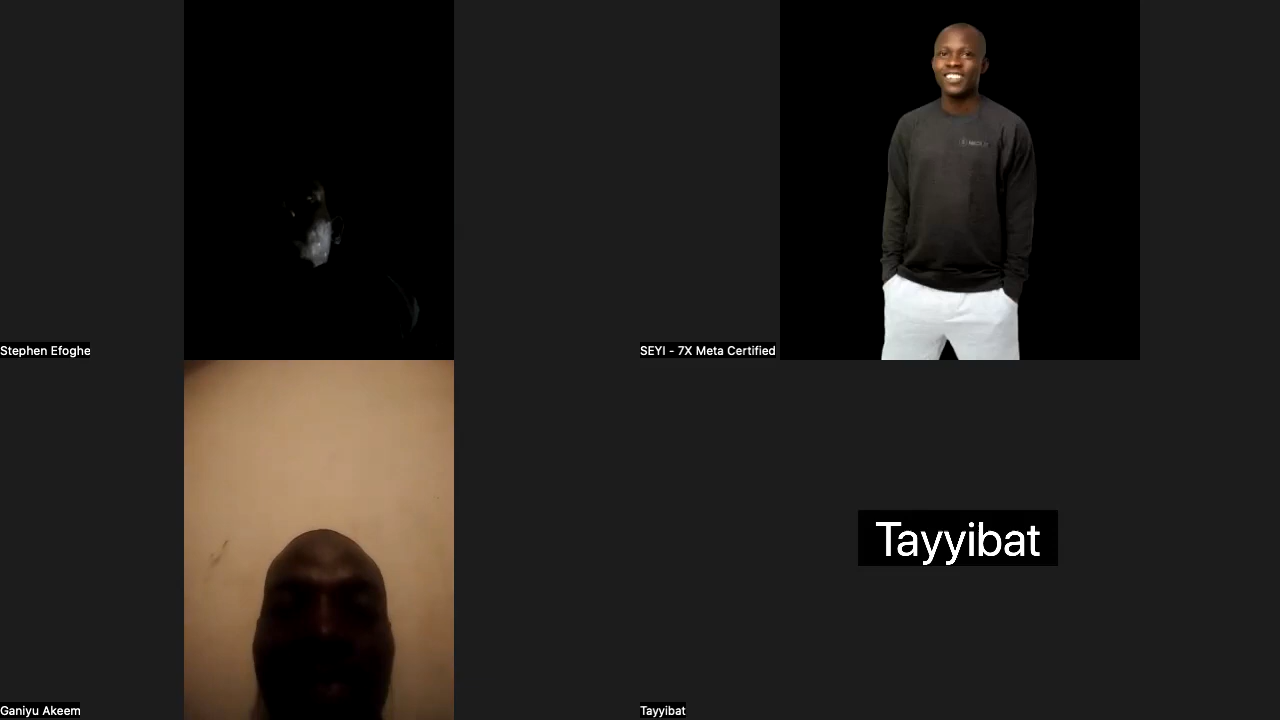 Stephen Efoghe
SEYI - 7X Meta Certified
Tayyibat
Ganiyu Akeem
Tayyibat